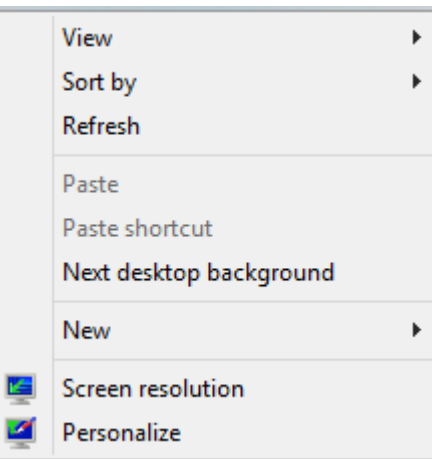 View
Sort by
Refresh
Paste
Paste shortcut
Next desktop background
New
Screen resolution
Personalize